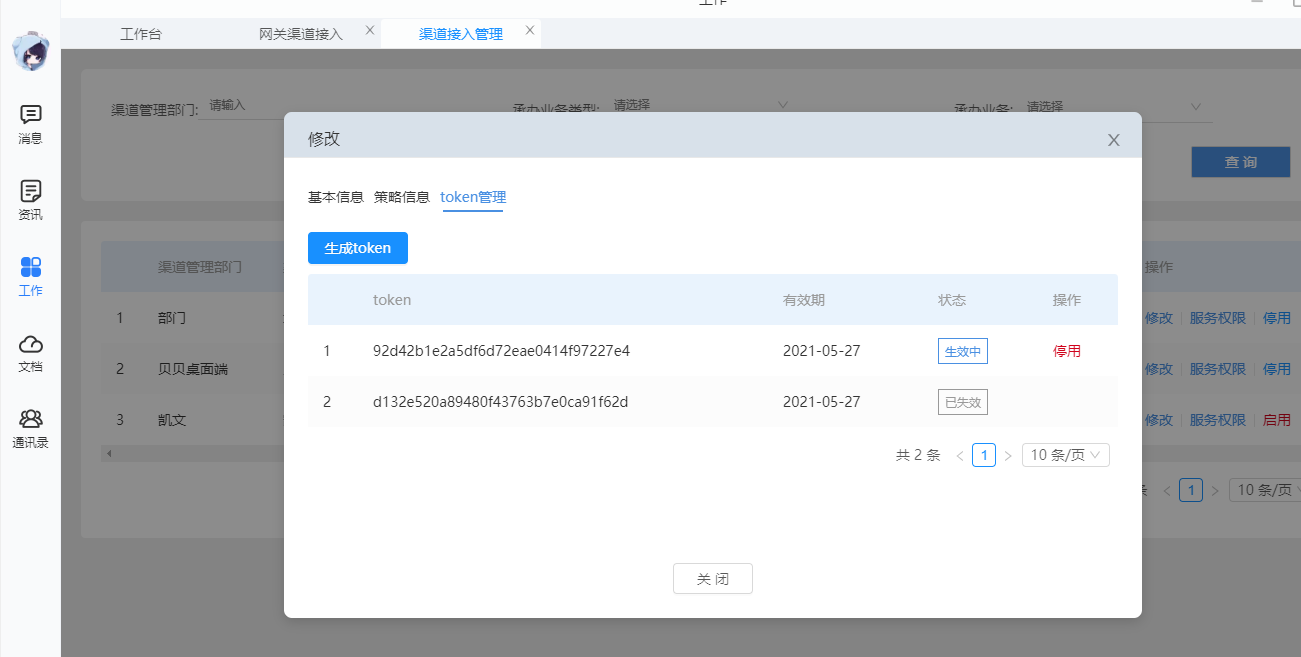 工作
工作台 网关渠道接入 渠道接入管理
消息
资讯
工作
文档
通讯录
渠道管理部门: 请输入 承办业务类型: 请选择 承办业务: 请选择
查 询
渠道管理部门 操作
1 部门 修改 服务权限 停用
2 贝贝桌面端 修改 服务权限 停用
3 凯文 修改 服务权限 启用
条 < 1 > 10 条/页
修改 X
基本信息 策略信息 token管理
生成token
token 有效期 状态 操作
1 92d42b1e2a5df6d72eae0414f97227e4 2021-05-27 生效中 停用
2 d132e520a89480f43763b7e0ca91f62d 2021-05-27 已失效
共 2 条 < 1 > 10 条/页
关 闭